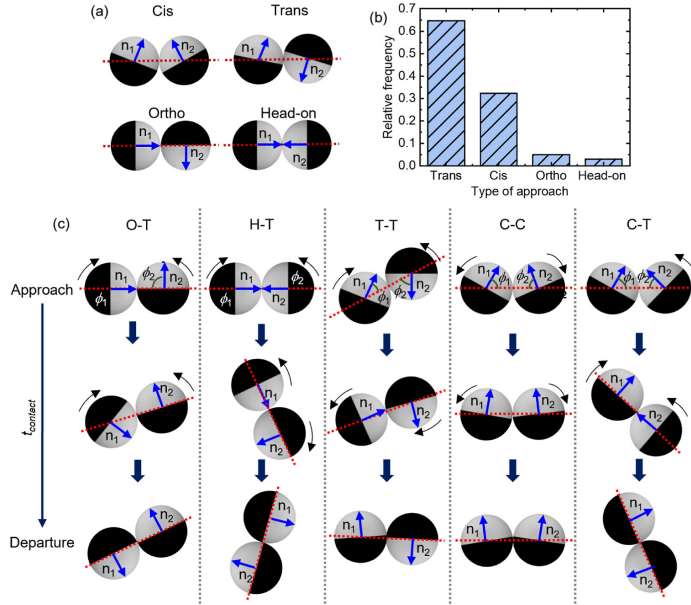 (a)
Cis
Trans
n1
n2
n1
n2
Ortho
Head-on
n1
n2
n1
n2
(b)
Relative frequency
0.7
0.6
0.5
0.4
0.3
0.2
0.1
0.0
Trans
Cis
Ortho
Head-on
Type of approach
(c)
O-T
H-T
T-T
C-C
C-T
Approach
ϕ1
n1
ϕ2
n2
ϕ1
n1
n2
ϕ2
n1
ϕ1
ϕ2
n2
n1
ϕ1
ϕ2
n2
n1
ϕ1
ϕ2
n2
tcontact
n1
n2
n1
n2
n1
n2
n1
n2
n1
n2
Departure
n1
n2
n1
n2
n1
n2
n1
n2
n1
n2